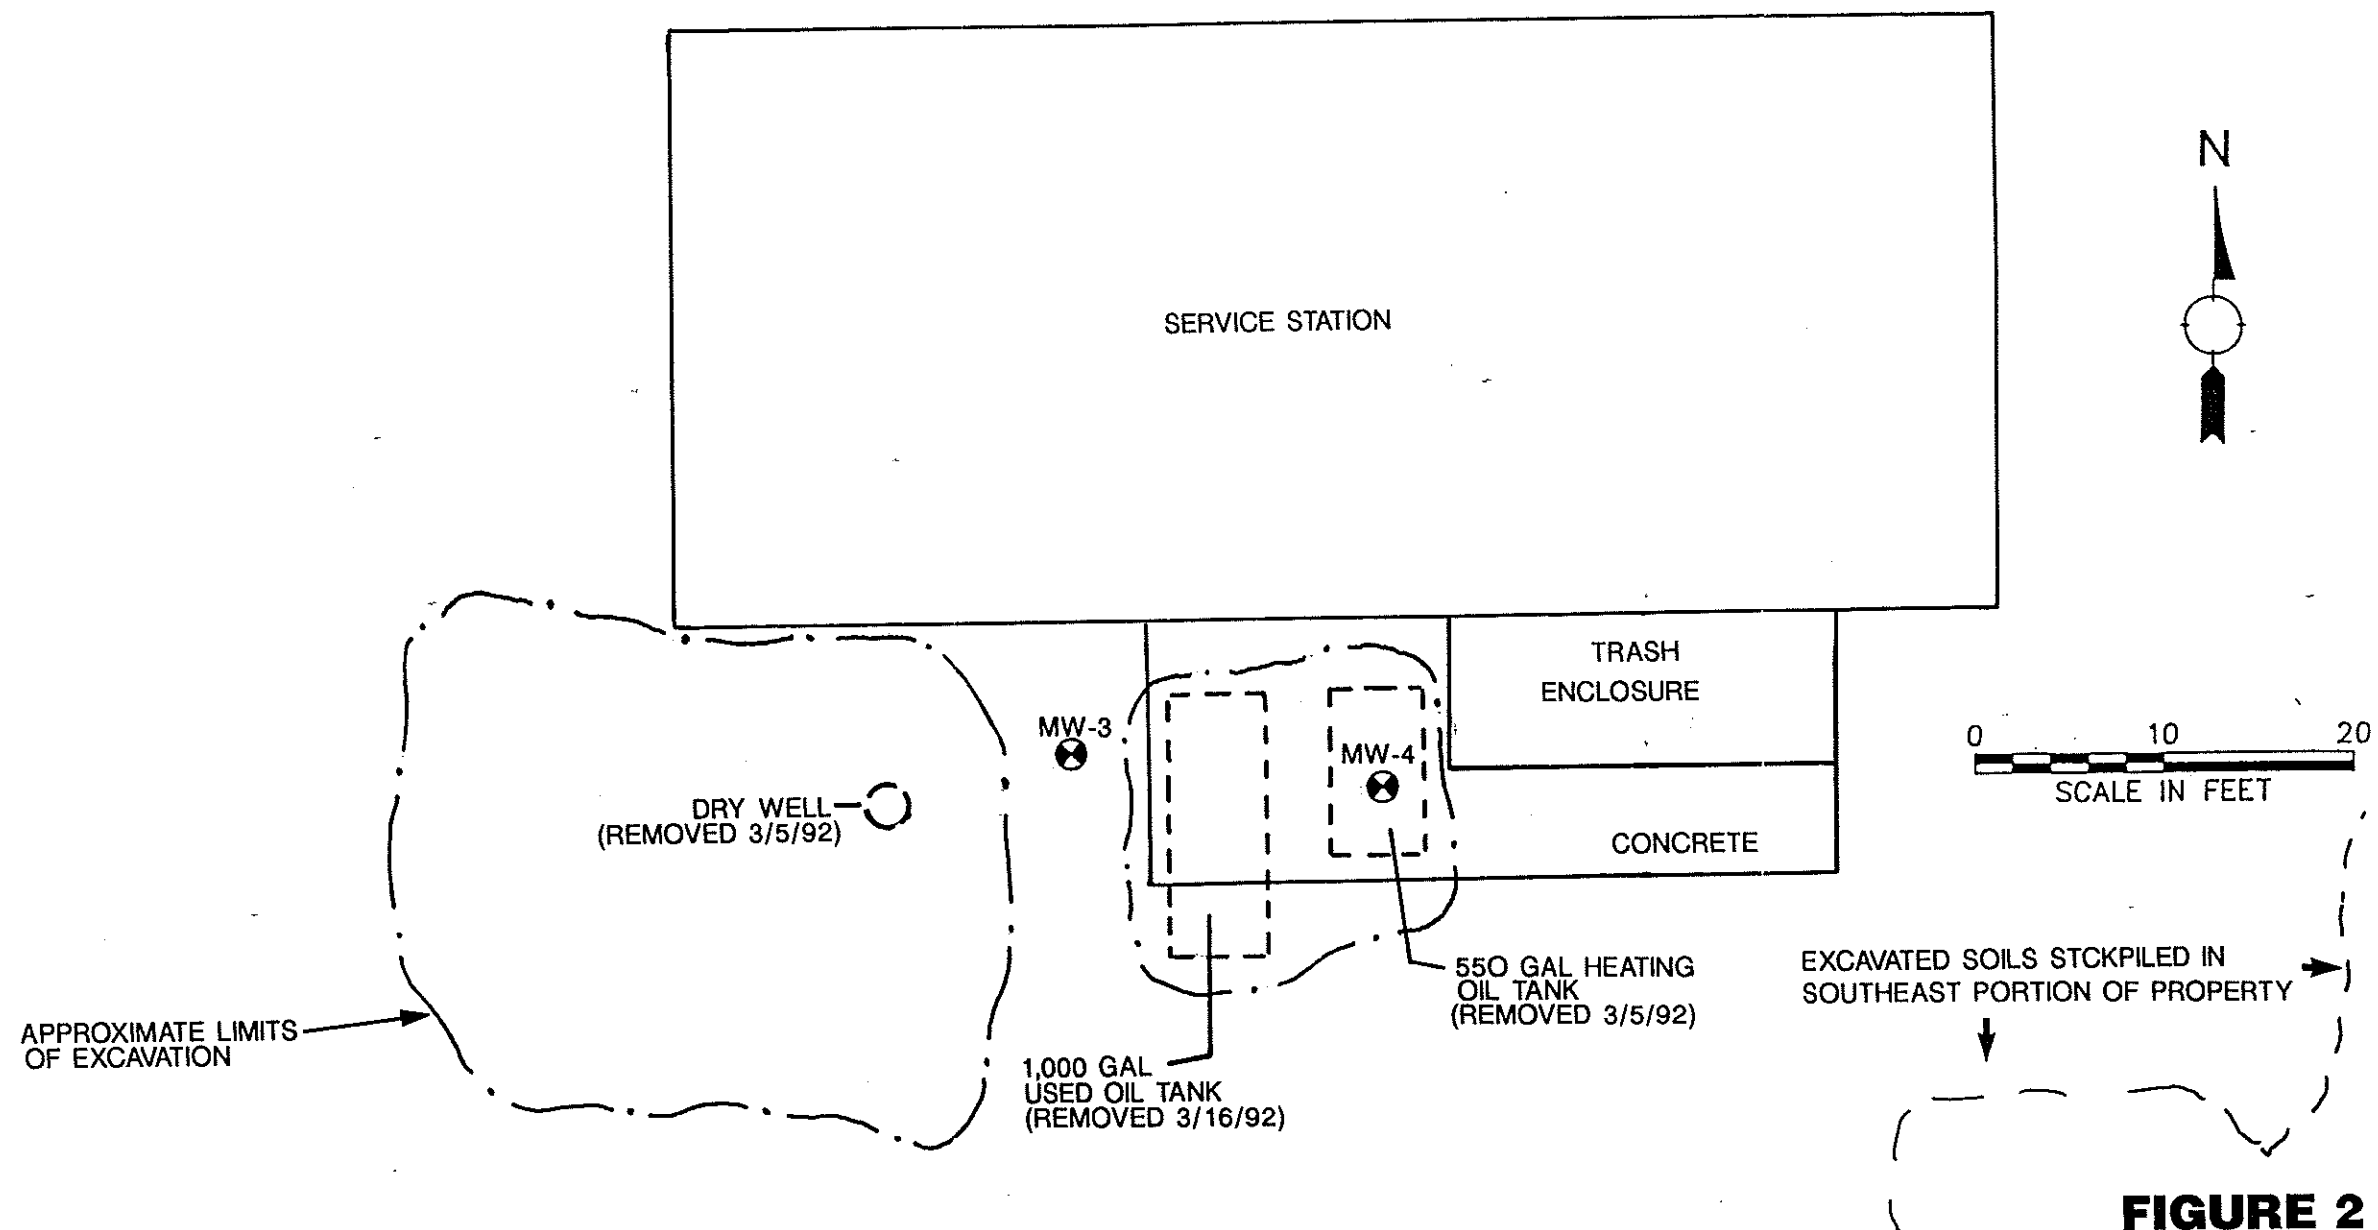 N
SERVICE STATION
TRASH
ENCLOSURE
MW-3
MW-4
0 10 20
SCALE IN FEET
DRY WELL
(REMOVED 3/5/92)
CONCRETE
EXCAVATED SOILS STCKPILED IN
SOUTHEAST PORTION OF PROPERTY
550 GAL HEATING
OIL TANK
(REMOVED 3/5/92)
APPROXIMATE LIMITS
OF EXCAVATION
1,000 GAL
USED OIL TANK
(REMOVED 3/16/92)
FIGURE 2